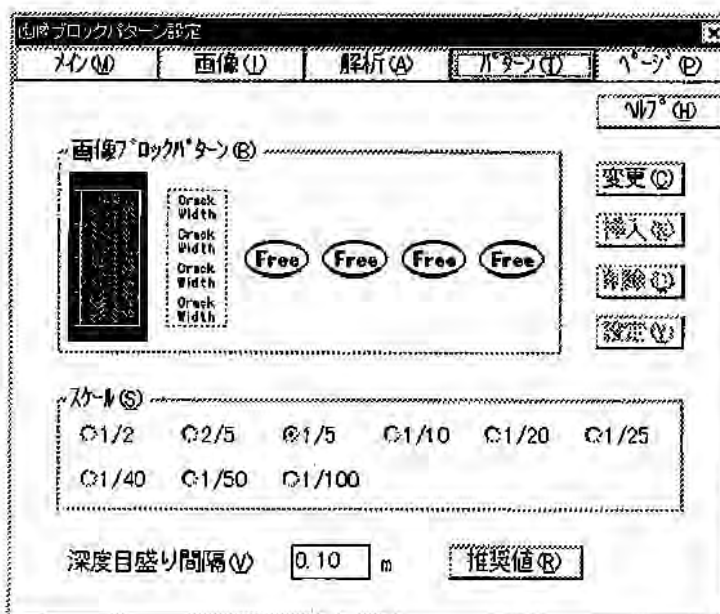 画像ブロックパターン設定
メイン(M) 画像(I) 解析(A) パターン(T) ページ(P)
ヘルプ(H)
画像ブロックパターン(B)
変更(C)
Crack
Width
Crack
Width
Crack
Width
Crack
Width
Free Free Free Free
挿入(N)
削除(D)
設定(Y)
スケール(S)
1/2 2/5 1/5 1/10 1/20 1/25
1/40 1/50 1/100
深度目盛り間隔(V) 0.10 m 推奨値(R)